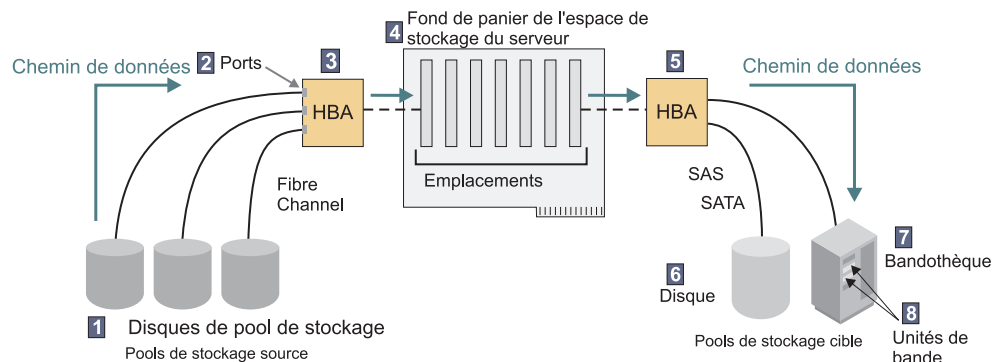 Chemin de données
2 Ports
3
HBA
4 Fond de panier de l'espace de
stockage du serveur
Emplacements
5
HBA
Chemin de données
Fibre
Channel
SAS
SATA
1 Disques de pool de stockage
Pools de stockage source
6
Disque
7
Bandothèque
8
Unités de
bande
Pools de stockage cible